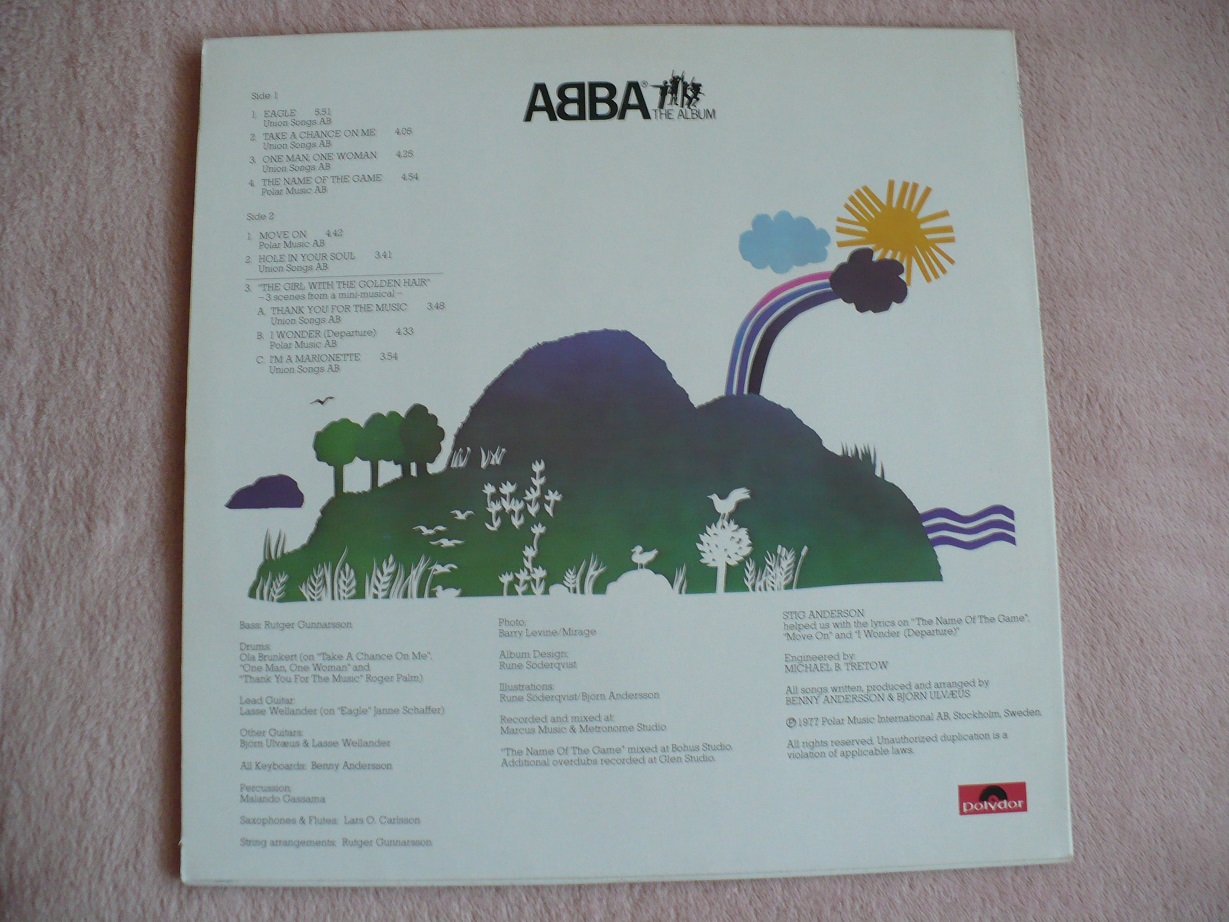 ABBA®
THE ALBUM
Side 1
1. EAGLE 5.51
Union Songs AB
2. TAKE A CHANCE ON ME 4.05
Union Songs AB
3. ONE MAN, ONE WOMAN 4.25
Union Songs AB
4. THE NAME OF THE GAME 4.54
Polar Music AB
Side 2
1. MOVE ON 4.42
Polar Music AB
2. HOLE IN YOUR SOUL 3.41
Union Songs AB
3. "THE GIRL WITH THE GOLDEN HAIR"
–3 scenes from a mini-musical–
A. THANK YOU FOR THE MUSIC 3.48
Union Songs AB
B. I WONDER (Departure) 4.33
Polar Music AB
C. I'M A MARIONETTE 3.54
Union Songs AB
Bass: Rutger Gunnarsson
Drums:
Ola Brunkert (on "Take A Chance On Me",
"One Man, One Woman" and
"Thank You For The Music" Roger Palm)
Lead Guitar:
Lasse Wellander (on "Eagle" Janne Schaffer)
Other Guitars:
Björn Ulvæus & Lasse Wellander
All Keyboards: Benny Andersson
Percussion:
Malando Gassama
Saxophones & Flutes: Lars O. Carlsson
String arrangements: Rutger Gunnarsson
Photo:
Barry Levine/Mirage
Album Design:
Rune Söderqvist
Illustrations:
Rune Söderqvist/Björn Andersson
Recorded and mixed at:
Marcus Music & Metronome Studio
"The Name Of The Game" mixed at Bohus Studio.
Additional overdubs recorded at Glen Studio.
STIG ANDERSON
helped us with the lyrics on "The Name Of The Game",
"Move On" and "I Wonder (Departure)"
Engineered by:
MICHAEL B. TRETOW
All songs written, produced and arranged by
BENNY ANDERSSON & BJÖRN ULVÆUS
℗ 1977 Polar Music International AB, Stockholm, Sweden.
All rights reserved. Unauthorized duplication is a
violation of applicable laws.
polydor